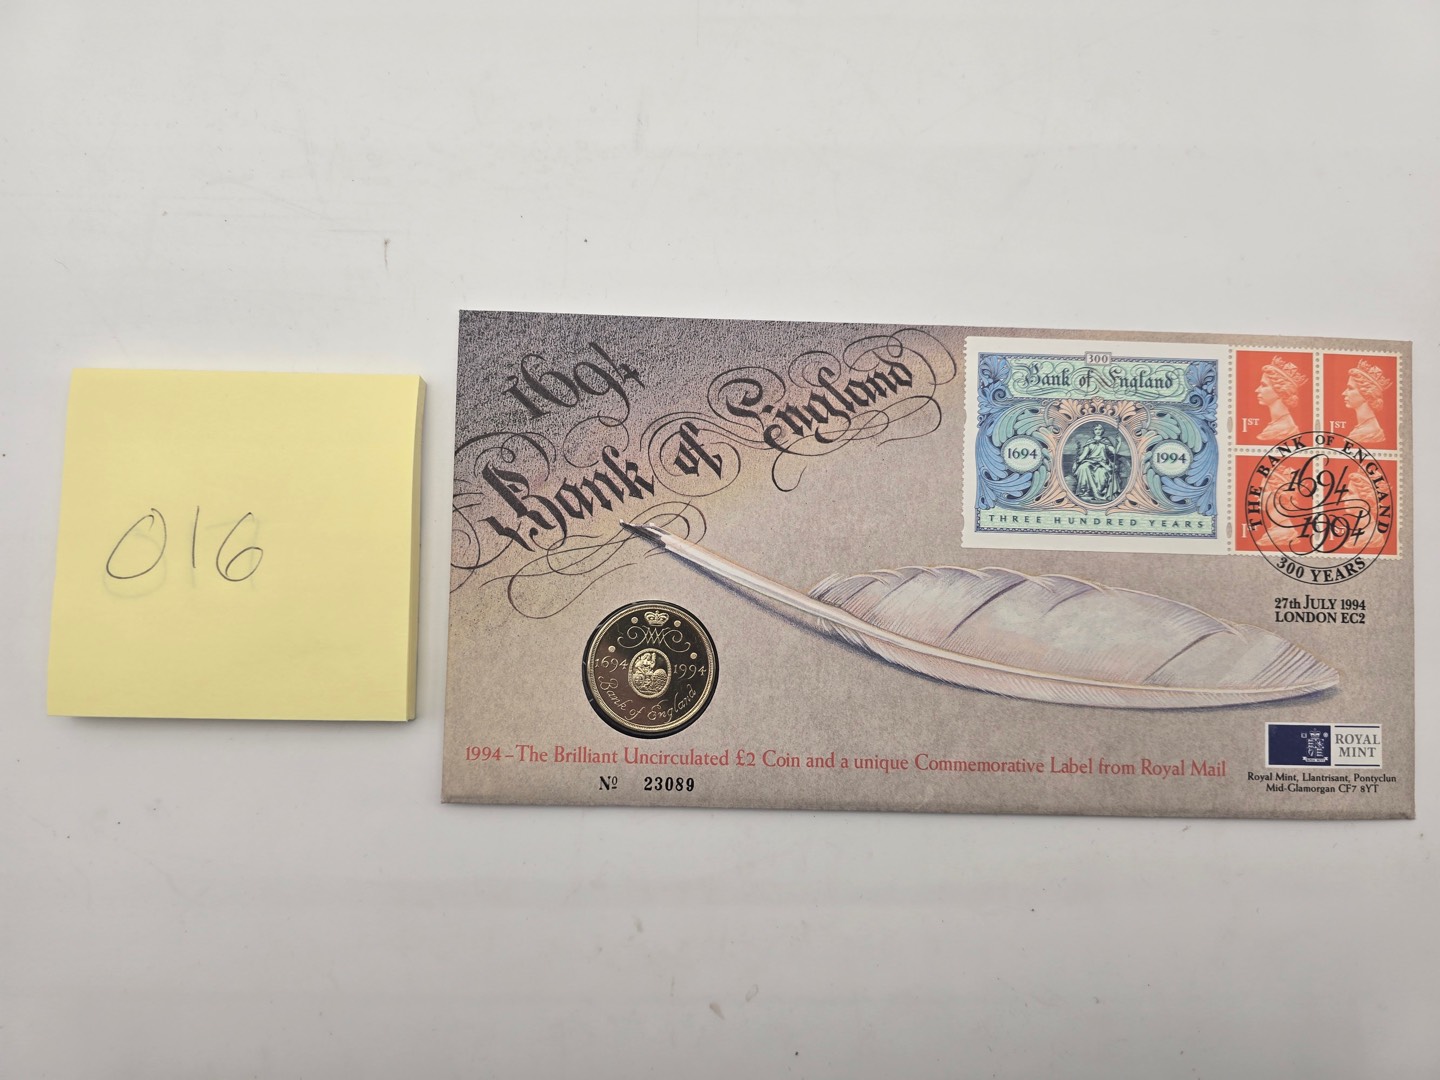 016
1694
Bank of England
300
Bank of England
1694 1994
THREE HUNDRED YEARS
1ST 1ST
THE BANK OF ENGLAND
1694
1994
300 YEARS
27th JULY 1994
LONDON EC2
1694 1994
Bank of England
1994–The Brilliant Uncirculated £2 Coin and a unique Commemorative Label from Royal Mail
Nº 23089
ROYAL
MINT
Royal Mint, Llantrisant, Pontyclun
Mid-Glamorgan CF7 8YT